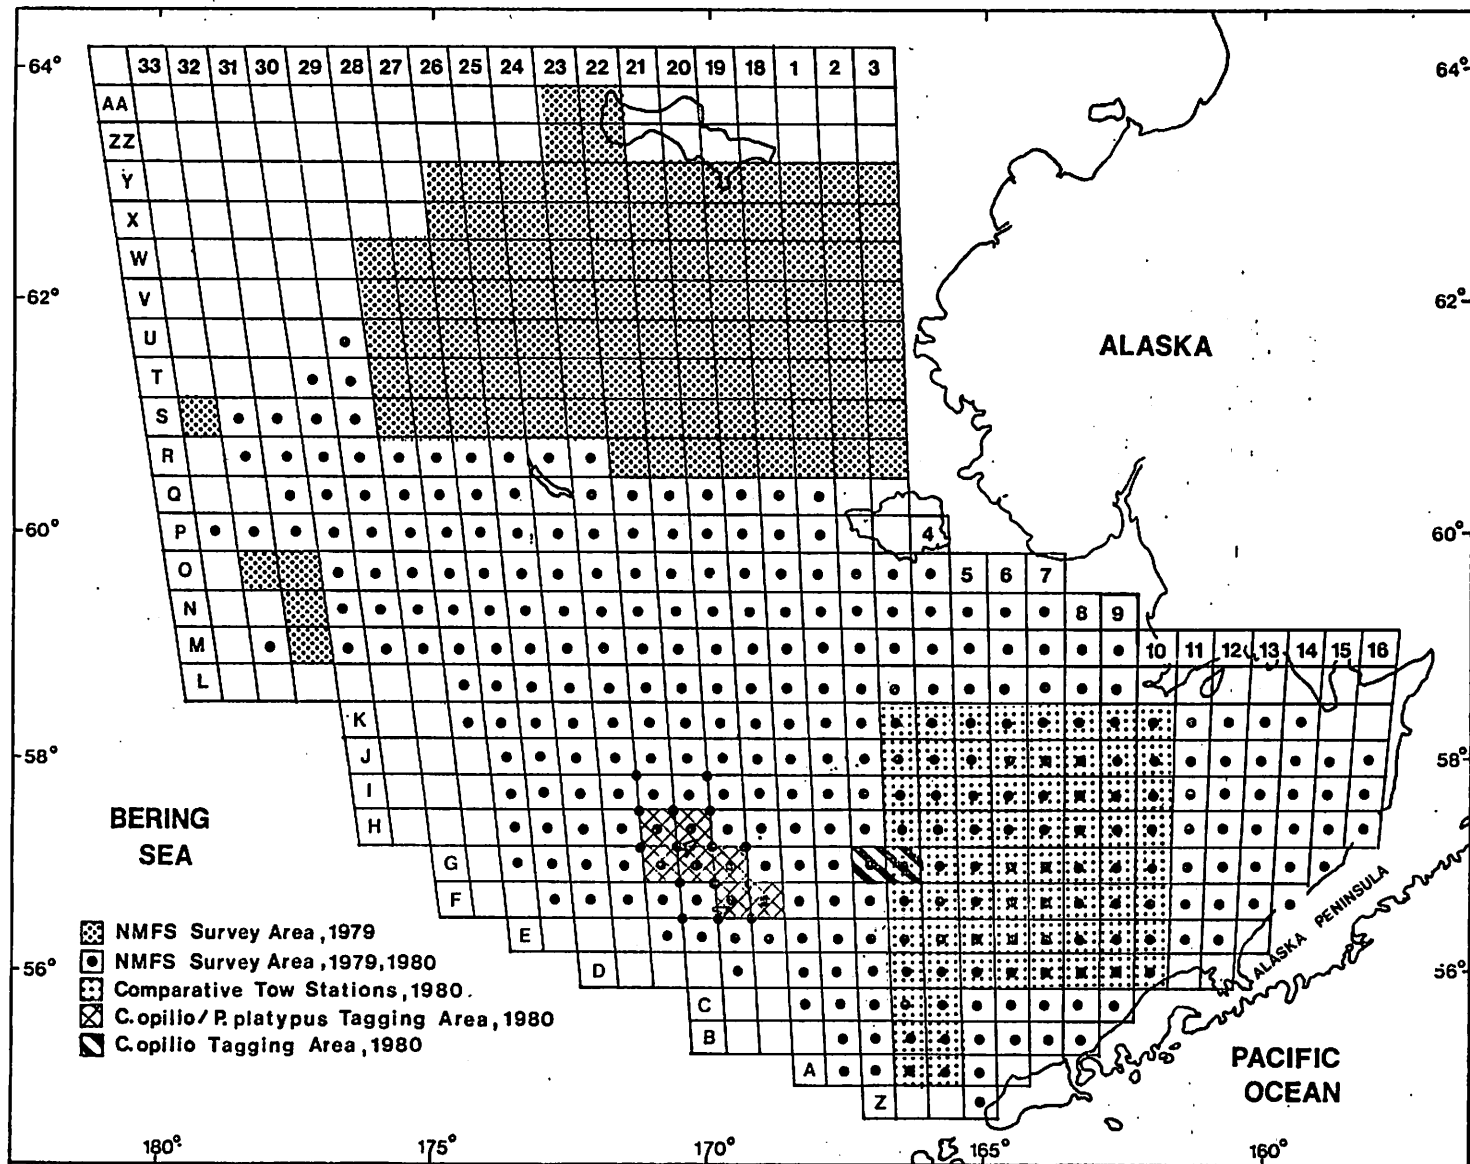 64° 64°
33 32 31 30 29 28 27 26 25 24 23 22 21 20 19 18 1 2 3
AA
ZZ
Y
X
W
62° 62°
V
U
ALASKA
T
S
R
Q
60° 60°
P 4
O 5 6 7
N 8 9
M 10 11 12 13 14 15 16
L
K
58° 58°
J
I
BERING
SEA
H
G
F
E
D
56° 56°
C
B
A
Z
ALASKA PENINSULA
NMFS Survey Area, 1979
NMFS Survey Area, 1979, 1980
Comparative Tow Stations, 1980.
C. opilio/P. platypus Tagging Area, 1980
C. opilio Tagging Area, 1980
PACIFIC
OCEAN
180° 175° 170° 165° 160°